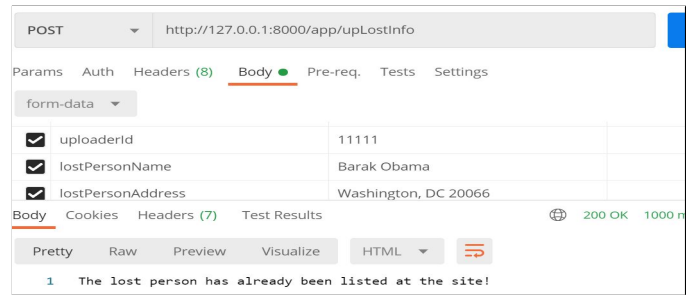 POST http://127.0.0.1:8000/app/upLostInfo
Params Auth Headers (8) Body Pre-req. Tests Settings
form-data
uploaderId 11111
lostPersonName Barak Obama
lostPersonAddress Washington, DC 20066
Body Cookies Headers (7) Test Results 200 OK 1000
Pretty Raw Preview Visualize HTML
1 The lost person has already been listed at the site!